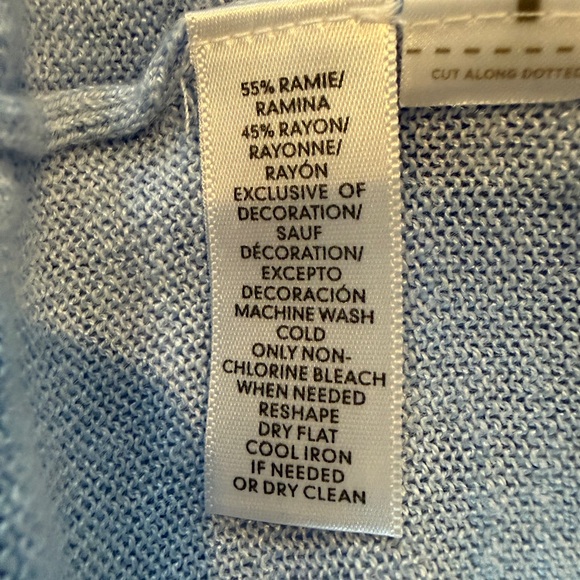 55% RAMIE/
RAMINA
45% RAYON/
RAYONNE/
RAYÓN
EXCLUSIVE OF
DECORATION/
SAUF
DÉCORATION/
EXCEPTO
DECORACIÓN
MACHINE WASH
COLD
ONLY NON-
CHLORINE BLEACH
WHEN NEEDED
RESHAPE
DRY FLAT
COOL IRON
IF NEEDED
OR DRY CLEAN
CUT ALONG DOTTED